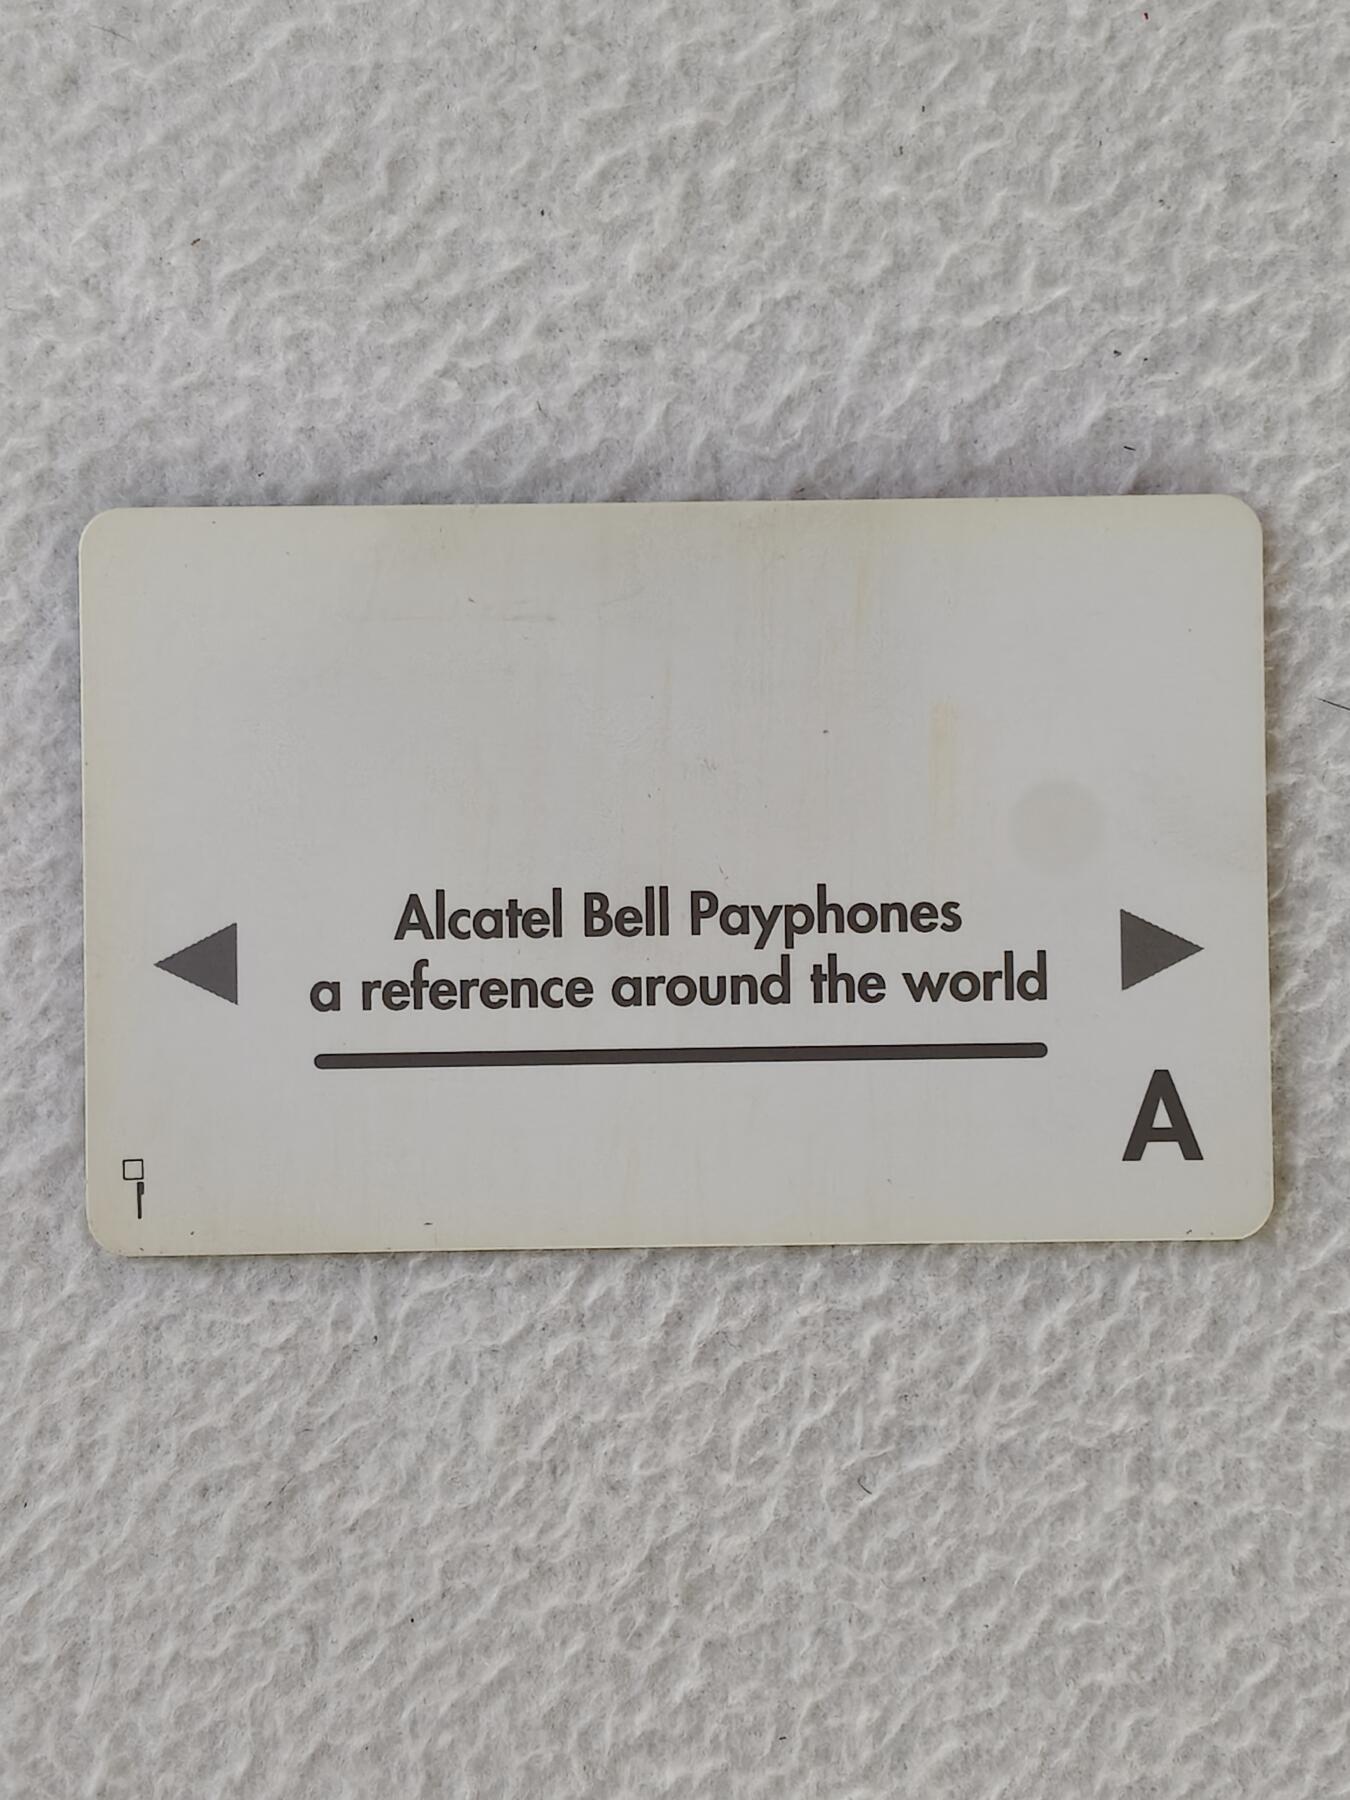 Alcatel Bell Payphones
a reference around the world
A